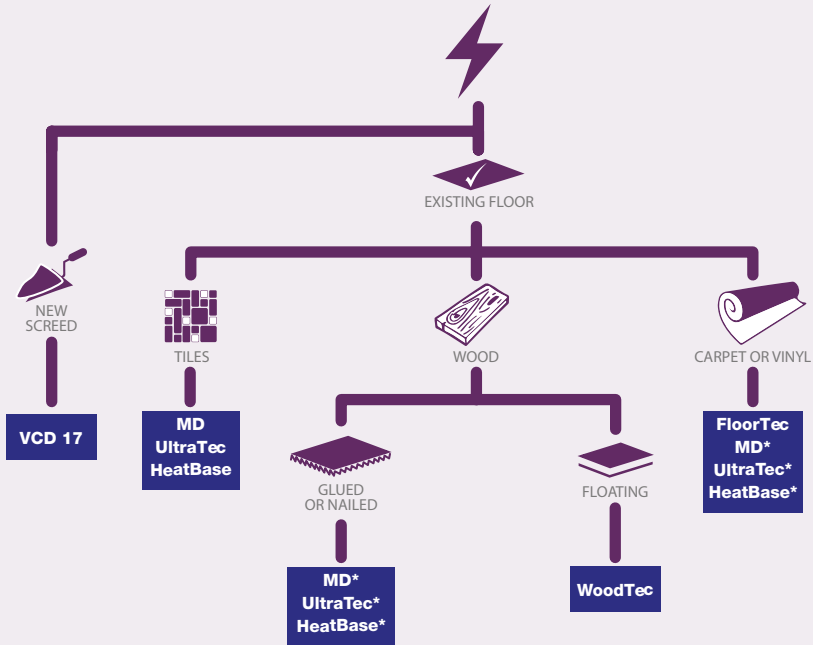 EXISTING FLOOR
NEW
SCREED
TILES
WOOD
CARPET OR VINYL
VCD 17
MD
UltraTec
HeatBase
FloorTec
MD*
UltraTec*
HeatBase*
GLUED
OR NAILED
FLOATING
MD*
UltraTec*
HeatBase*
WoodTec